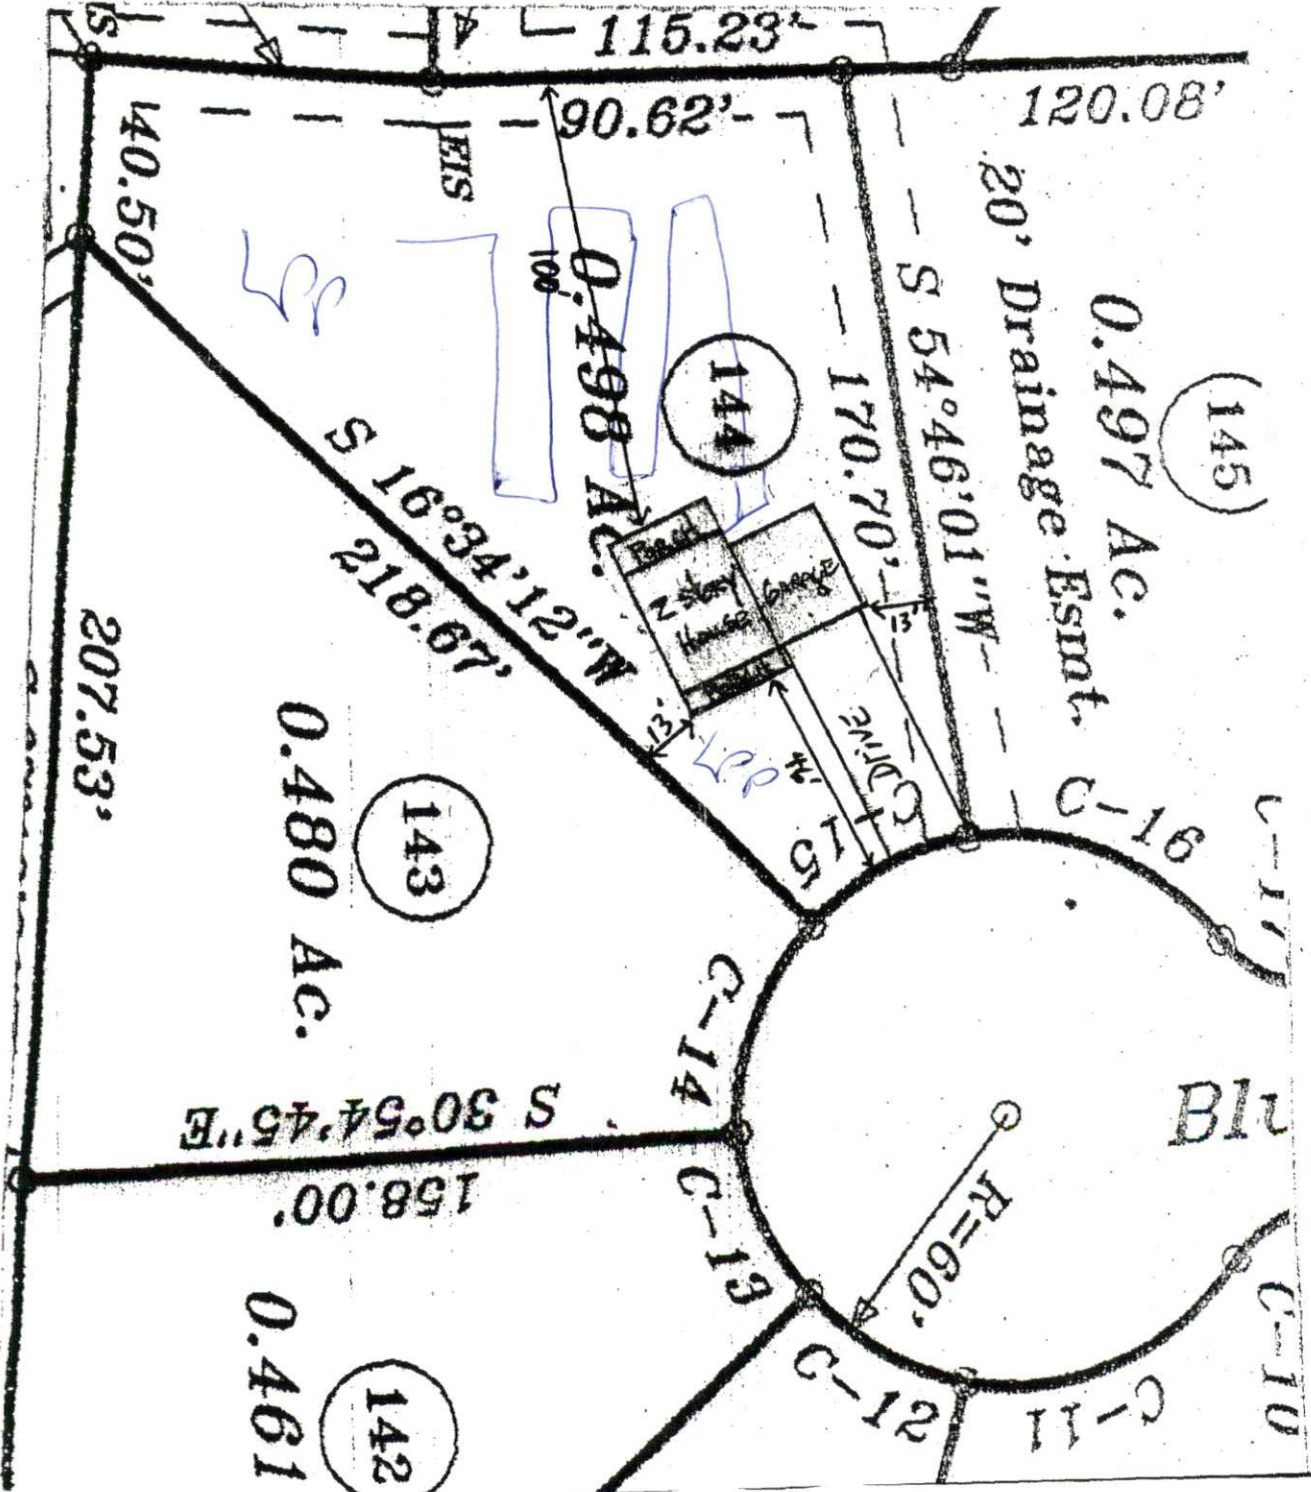 115.23'
90.62'
120.08'
40.50'
EIS
20' Drainage Esmt.
S 54°46'01"W
170.70'
0.497 Ac.
145
144
0.498 Ac.
100'
S 16°34'12"W
218.67'
Porch
2 Story
House
Garage
Porch
13'
13'
Drive
C-15
C-16
207.53'
0.480 Ac.
143
C-14
S 30°54'45"E
158.00'
C-13
R=60'
C-12
C-11
C-10
0.461
142